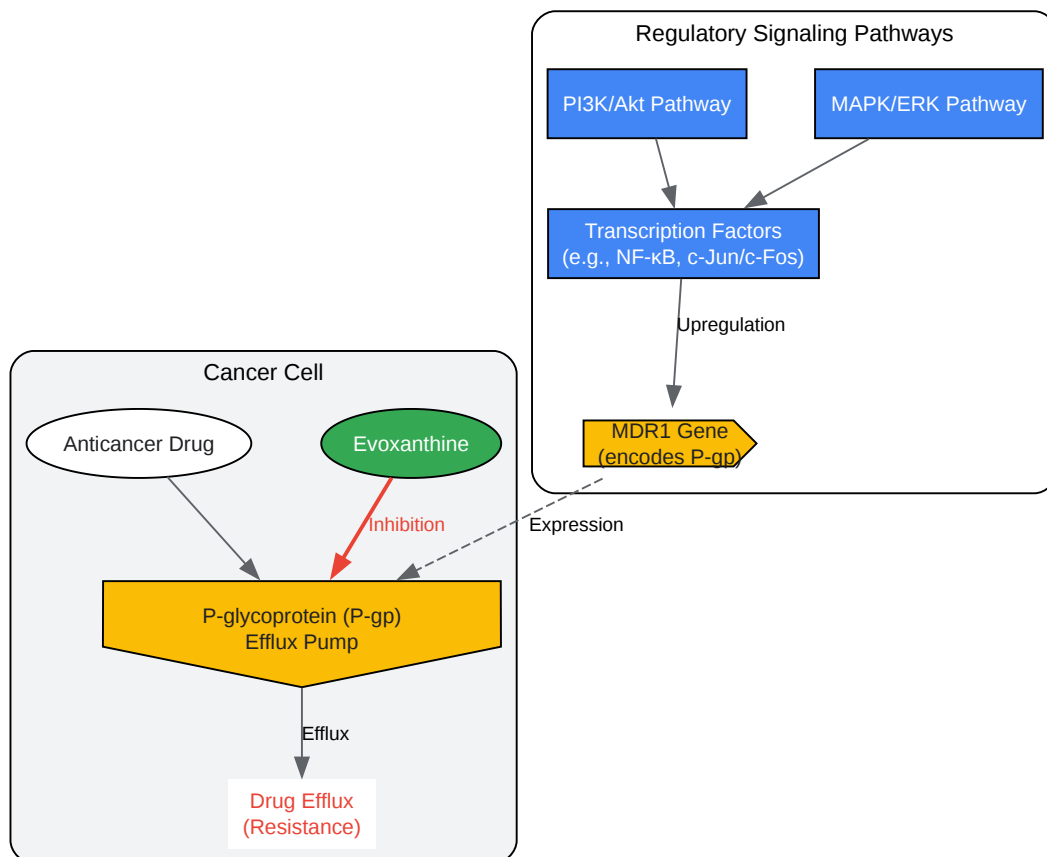 Regulatory Signaling Pathways
PI3K/Akt Pathway
MAPK/ERK Pathway
Transcription Factors
(e.g., NF-κB, c-Jun/c-Fos)
Upregulation
MDR1 Gene
(encodes P-gp)
Expression
Cancer Cell
Anticancer Drug
Evoxanthine
Inhibition
P-glycoprotein (P-gp)
Efflux Pump
Efflux
Drug Efflux
(Resistance)